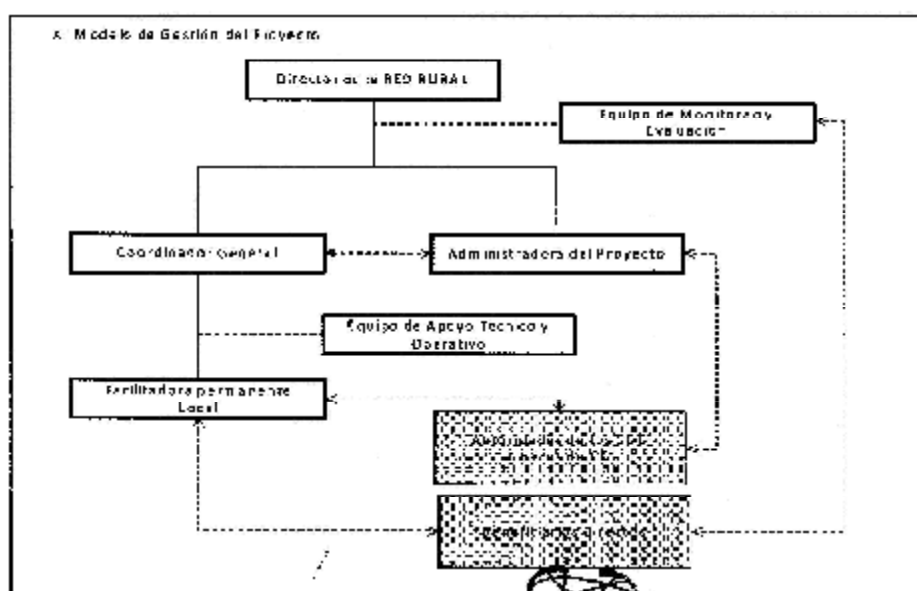 A. Modelo de Gestión del Proyecto
Director de la RED RURAL
Equipo de Monitoreo y
Evaluación
Coordinador General
Administradora del Proyecto
Equipo de Apoyo Técnico y
Operativo
Facilitadora permanente
Local